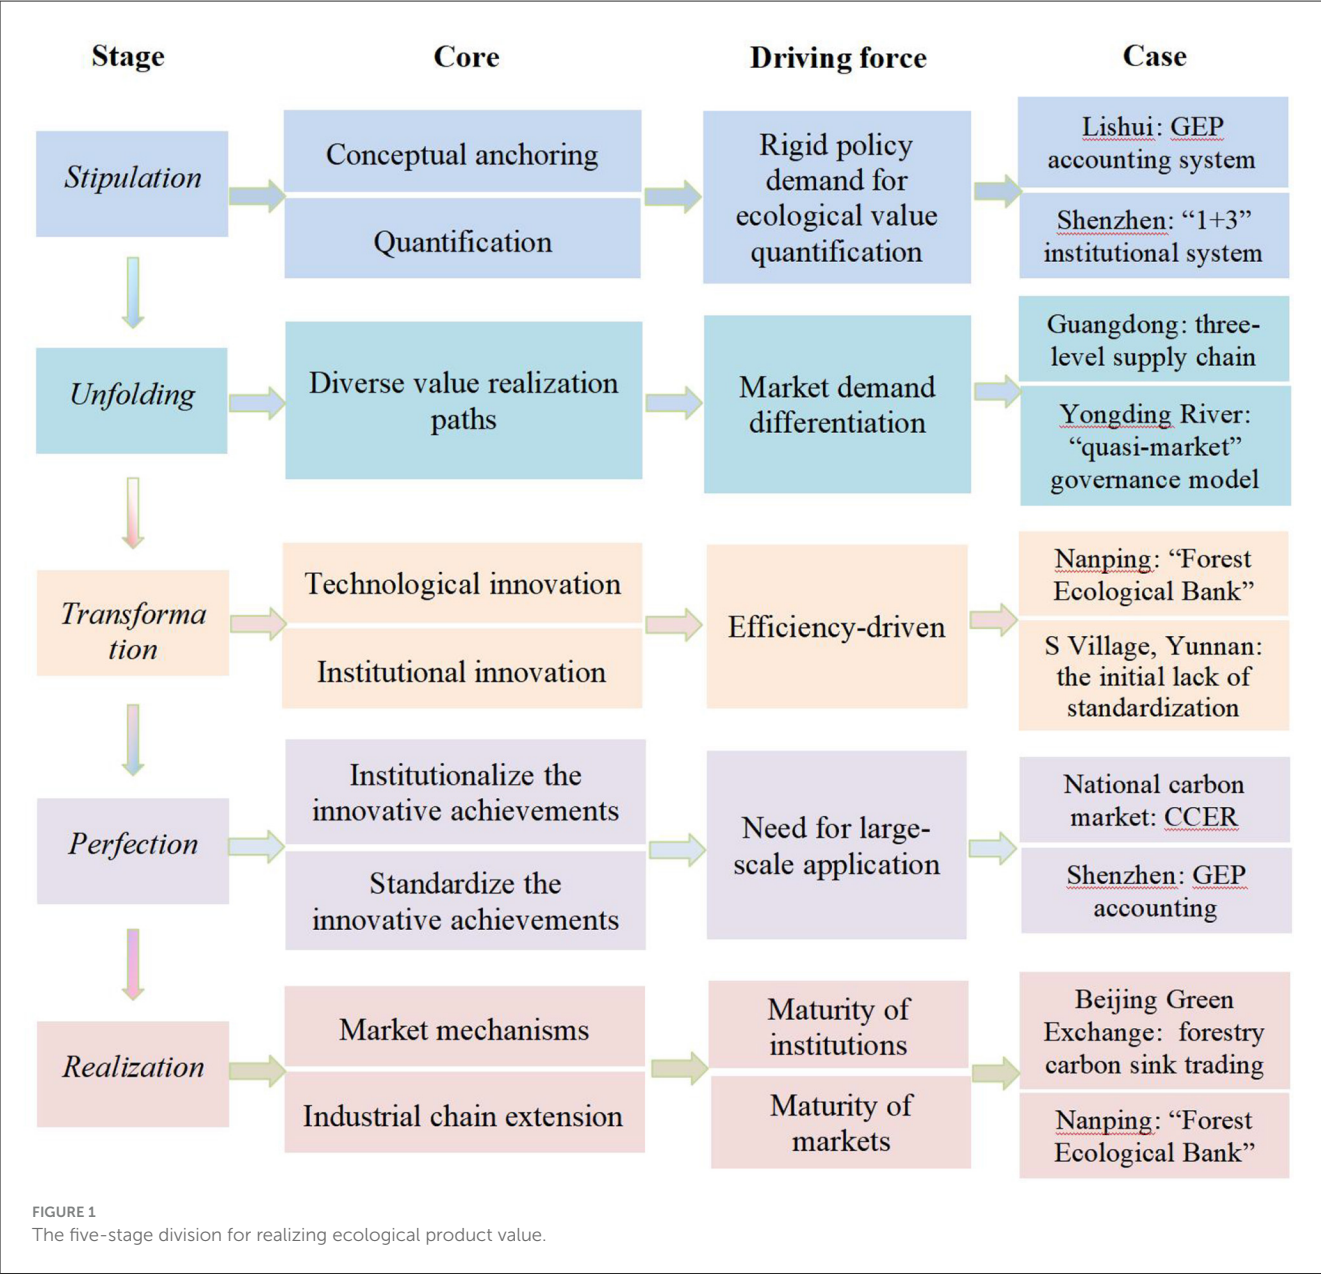 Stage
Core
Driving force
Case
Stipulation
Conceptual anchoring
Quantification
Rigid policy
demand for
ecological value
quantification
Lishui: GEP
accounting system
Shenzhen: “1+3”
institutional system
Unfolding
Diverse value realization
paths
Market demand
differentiation
Guangdong: three-
level supply chain
Yongding River:
“quasi-market”
governance model
Transforma
tion
Technological innovation
Institutional innovation
Efficiency-driven
Nanping: “Forest
Ecological Bank”
S Village, Yunnan:
the initial lack of
standardization
Perfection
Institutionalize the
innovative achievements
Standardize the
innovative achievements
Need for large-
scale application
National carbon
market: CCER
Shenzhen: GEP
accounting
Realization
Market mechanisms
Industrial chain extension
Maturity of
institutions
Maturity of
markets
Beijing Green
Exchange: forestry
carbon sink trading
Nanping: “Forest
Ecological Bank”
FIGURE 1
The five-stage division for realizing ecological product value.